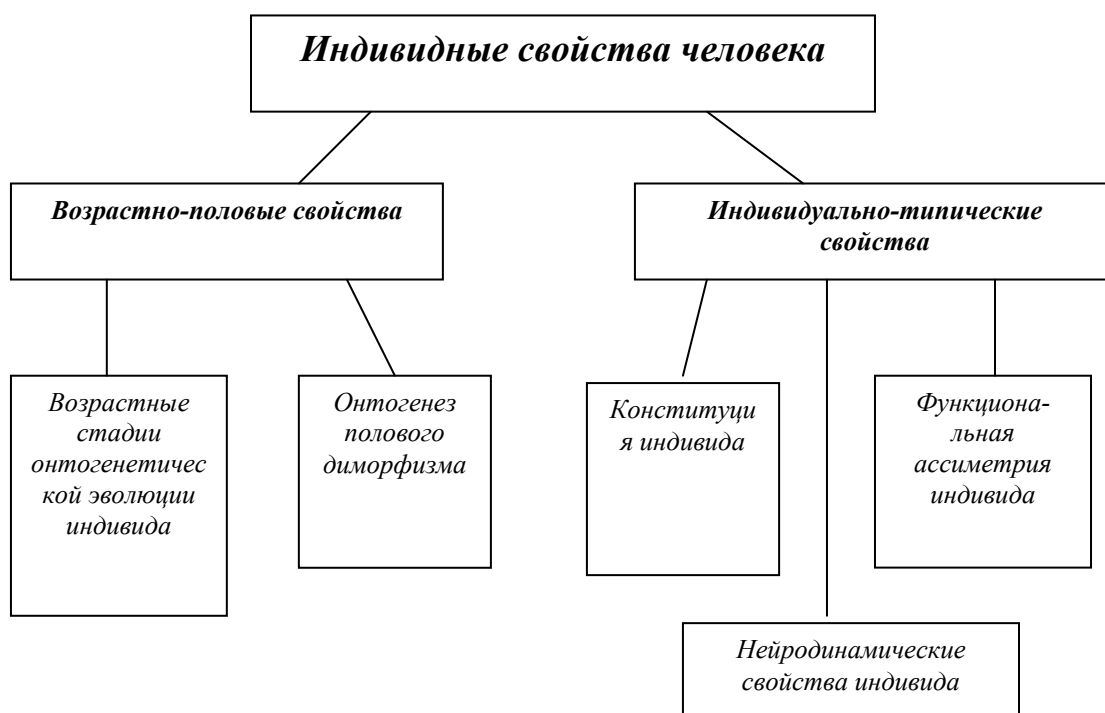 Индивидные свойства человека
Возрастно-половые свойства
Индивидуально-типические
свойства
Возрастные
стадии
онтогенетичес
кой эволюции
индивида
Онтогенез
полового
диморфизма
Конституци
я индивида
Функциона-
льная
ассиметрия
индивида
Нейродинамические
свойства индивида